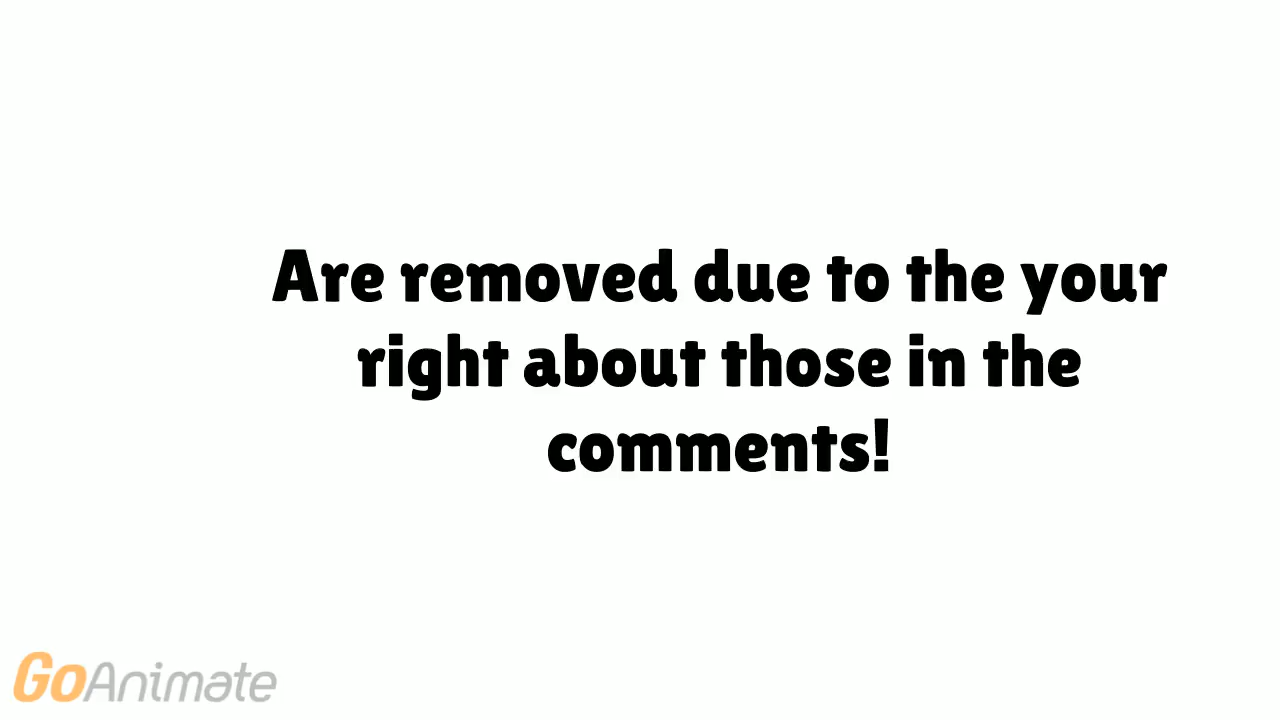 Are removed due to the your
right about those in the
comments!
GoAnimate